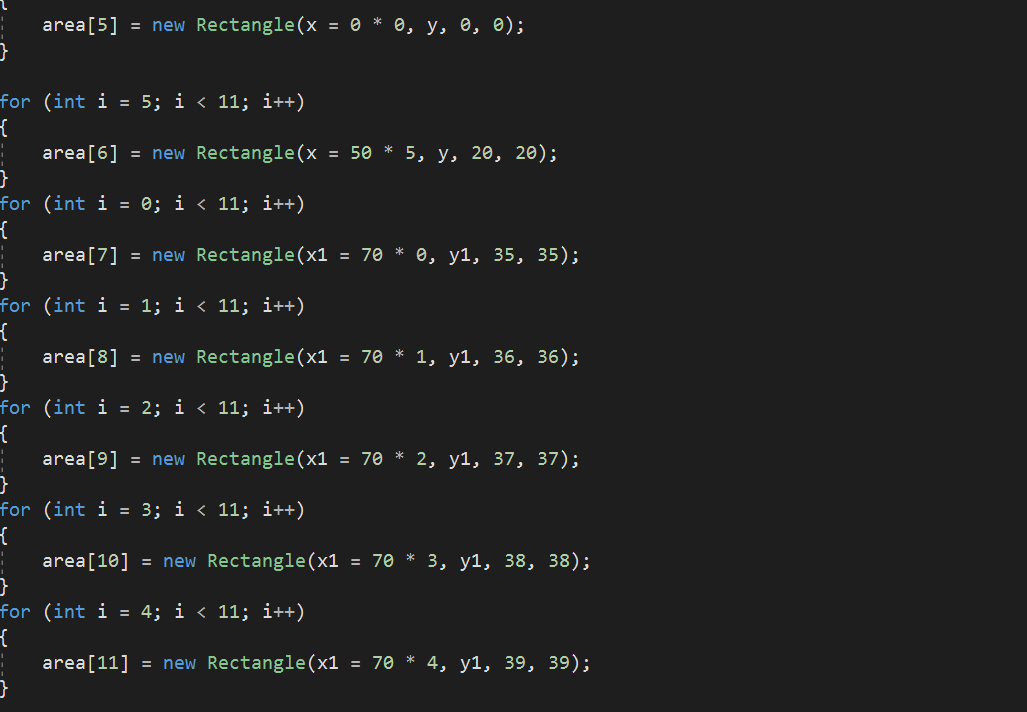 {
    area[5] = new Rectangle(x = 0 * 0, y, 0, 0);
}
for (int i = 5; i < 11; i++)
{
    area[6] = new Rectangle(x = 50 * 5, y, 20, 20);
}
for (int i = 0; i < 11; i++)
{
    area[7] = new Rectangle(x1 = 70 * 0, y1, 35, 35);
}
for (int i = 1; i < 11; i++)
{
    area[8] = new Rectangle(x1 = 70 * 1, y1, 36, 36);
}
for (int i = 2; i < 11; i++)
{
    area[9] = new Rectangle(x1 = 70 * 2, y1, 37, 37);
}
for (int i = 3; i < 11; i++)
{
    area[10] = new Rectangle(x1 = 70 * 3, y1, 38, 38);
}
for (int i = 4; i < 11; i++)
{
    area[11] = new Rectangle(x1 = 70 * 4, y1, 39, 39);
}